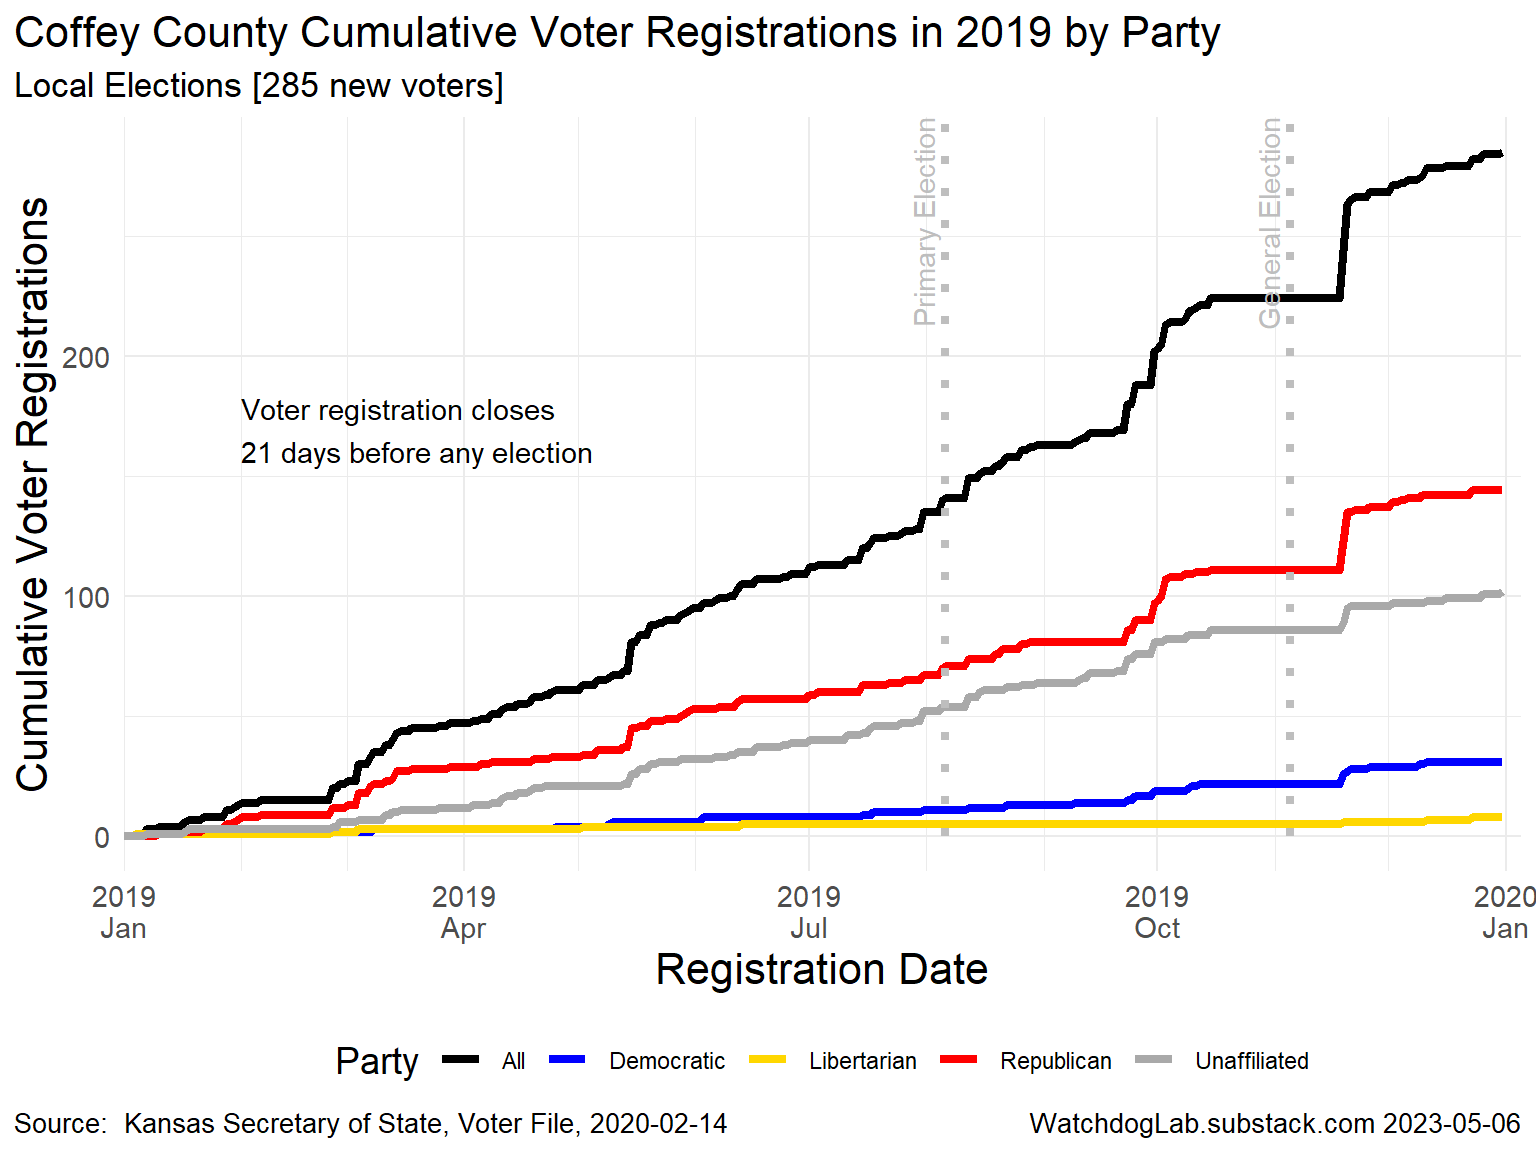 Coffey County Cumulative Voter Registrations in 2019 by Party
Local Elections [285 new voters]
Cumulative Voter Registrations
200
100
0
Primary Election
General Election
Voter registration closes
21 days before any election
2019 2019 2019 2019 2020
Jan Apr Jul Oct Jan
Registration Date
Party All Democratic Libertarian Republican Unaffiliated
Source:  Kansas Secretary of State, Voter File, 2020-02-14
WatchdogLab.substack.com 2023-05-06